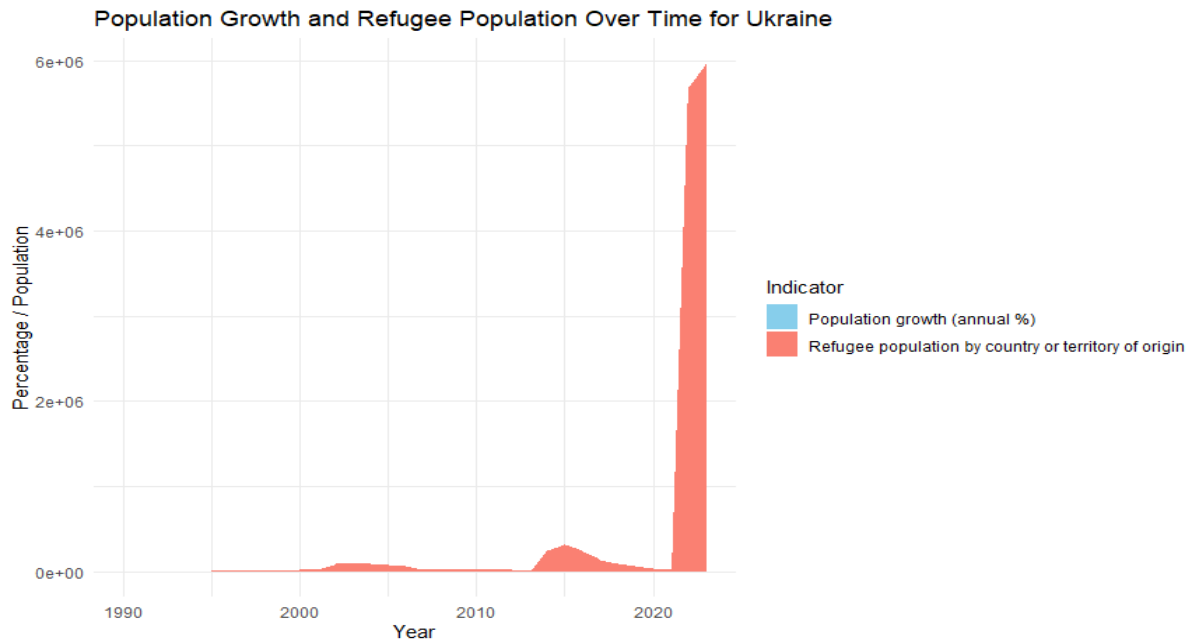 Population Growth and Refugee Population Over Time for Ukraine
Percentage / Population
6e+06
4e+06
2e+06
0e+00
1990
2000
2010
2020
Year
Indicator
Population growth (annual %)
Refugee population by country or territory of origin